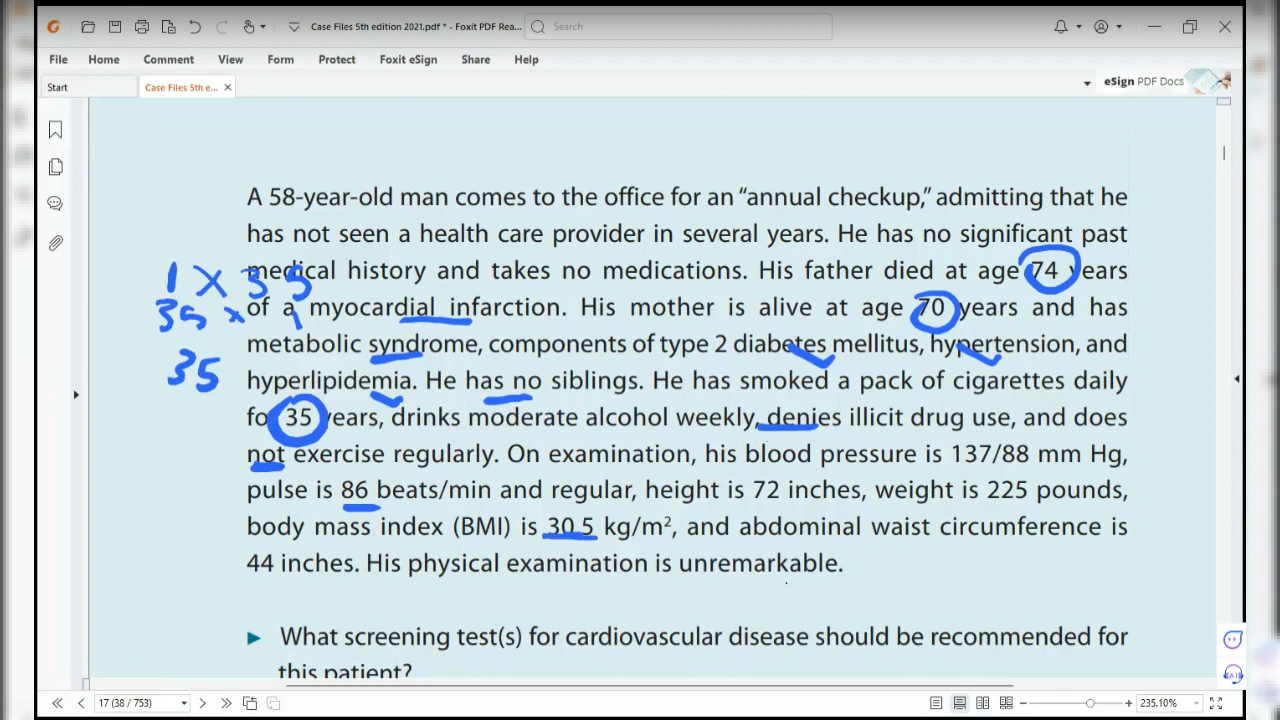 Case Files 5th edition 2021.pdf * - Foxit PDF Rea...
Search
File Home Comment View Form Protect Foxit eSign Share Help
Start
Case Files 5th e...
eSign PDF Docs
A 58-year-old man comes to the office for an “annual checkup,” admitting that he
has not seen a health care provider in several years. He has no significant past
medical history and takes no medications. His father died at age 74 years
of a myocardial infarction. His mother is alive at age 70 years and has
metabolic syndrome, components of type 2 diabetes mellitus, hypertension, and
hyperlipidemia. He has no siblings. He has smoked a pack of cigarettes daily
for 35 years, drinks moderate alcohol weekly, denies illicit drug use, and does
not exercise regularly. On examination, his blood pressure is 137/88 mm Hg,
pulse is 86 beats/min and regular, height is 72 inches, weight is 225 pounds,
body mass index (BMI) is 30.5 kg/m², and abdominal waist circumference is
44 inches. His physical examination is unremarkable.
1 x 35
35 x 1
35
► What screening test(s) for cardiovascular disease should be recommended for
this patient?
17 (38 / 753)
235.10%